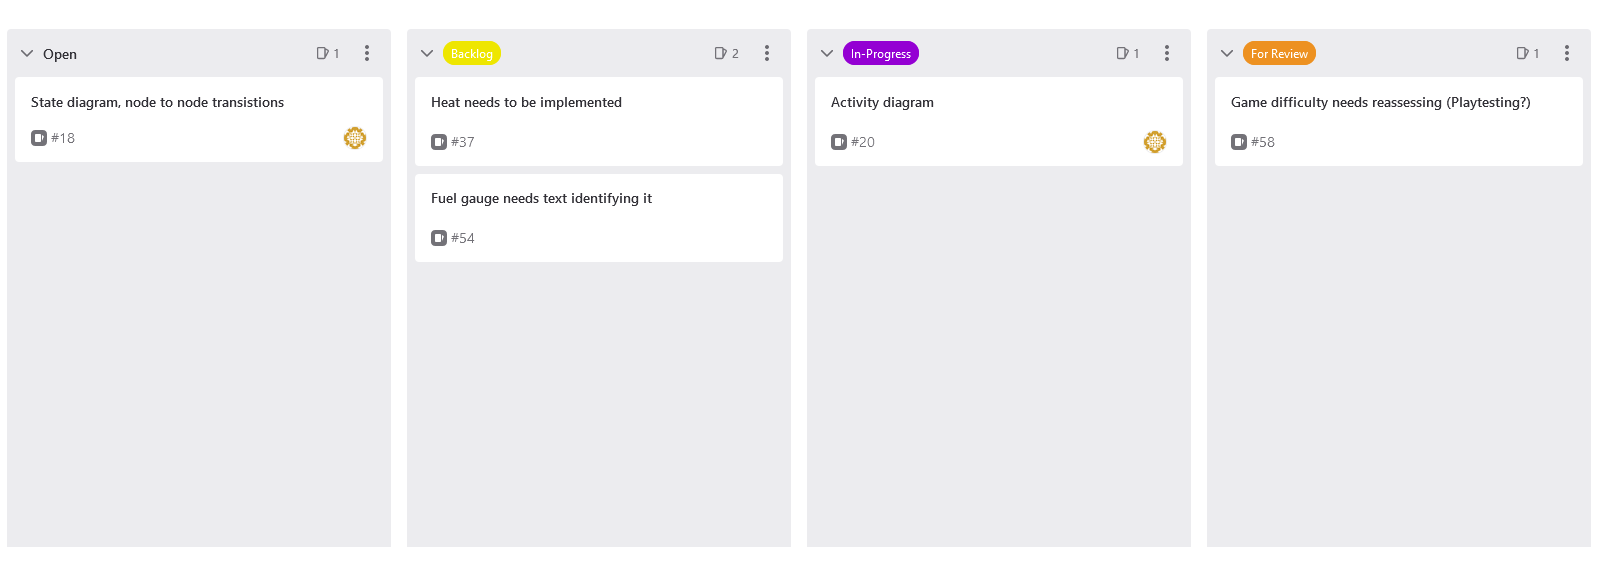 Open
1
State diagram, node to node transistions
#18
Backlog
2
Heat needs to be implemented
#37
Fuel gauge needs text identifying it
#54
In-Progress
1
Activity diagram
#20
For Review
1
Game difficulty needs reassessing (Playtesting?)
#58